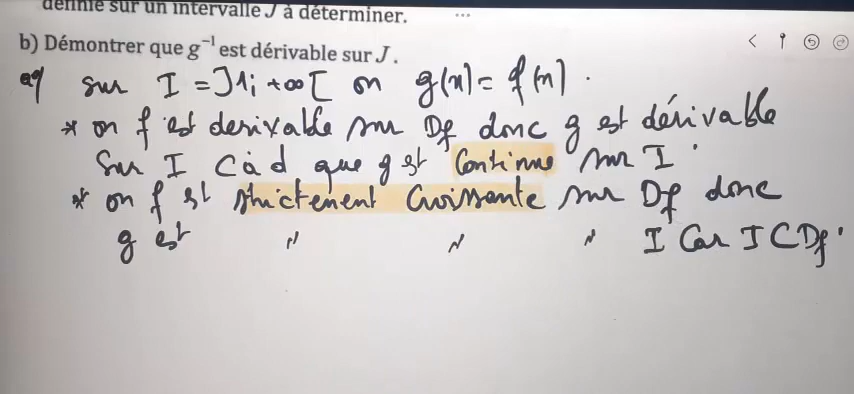 définie sur un intervalle J à déterminer.
b) Démontrer que g⁻¹ est dérivable sur J.
a) sur I = ]1; +∞[ on g(x) = f(x).
* on f est derivable sur Df donc g est dérivable
sur I càd que g est Continue sur I.
* on f est strictement Croissante sur Df donc
g est " " " I Car I ⊂ Df.